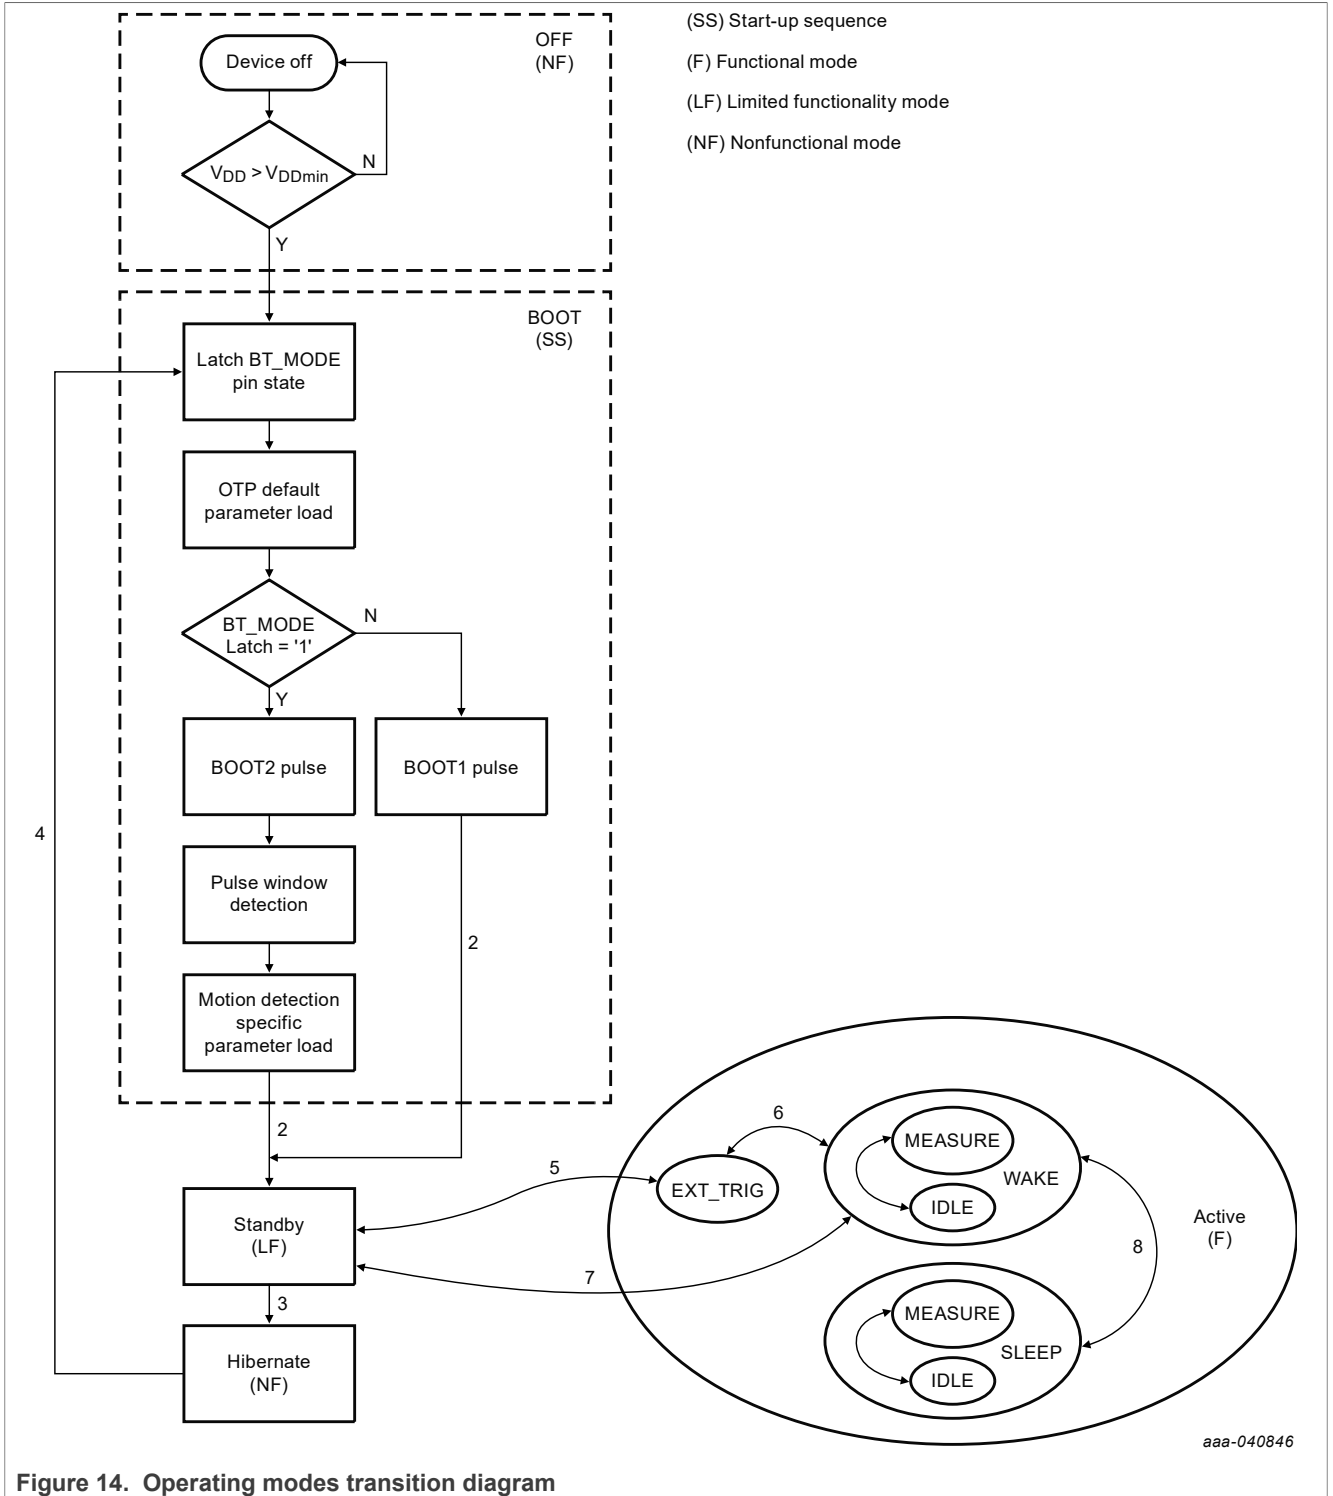 (SS) Start-up sequence
(F) Functional mode
(LF) Limited functionality mode
(NF) Nonfunctional mode
OFF
(NF)
Device off
VDD > VDDmin
N
Y
BOOT
(SS)
Latch BT_MODE
pin state
OTP default
parameter load
BT_MODE
Latch = '1'
N
Y
BOOT2 pulse
BOOT1 pulse
4
Pulse window
detection
2
Motion detection
specific
parameter load
2
Standby
(LF)
3
Hibernate
(NF)
5
6
7
EXT_TRIG
MEASURE
WAKE
IDLE
8
Active
(F)
MEASURE
SLEEP
IDLE
aaa-040846
Figure 14. Operating modes transition diagram